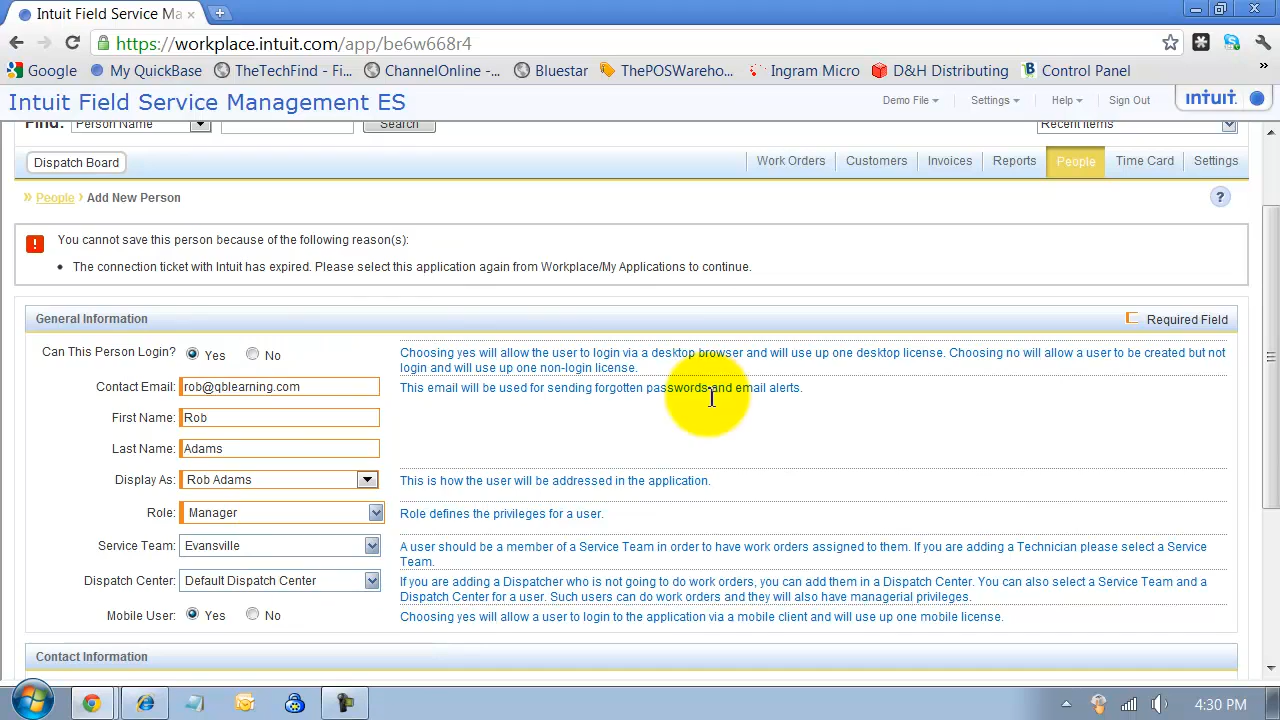 Intuit Field Service Ma
https://workplace.intuit.com/app/be6w668r4
Google My QuickBase TheTechFind - Fi... ChannelOnline -... Bluestar ThePOSWareho... Ingram Micro D&H Distributing Control Panel »
Intuit Field Service Management ES
Demo File Settings Help Sign Out intuit.
Find: Person Name Search Recent Items
Dispatch Board Work Orders Customers Invoices Reports People Time Card Settings
» People › Add New Person ?
You cannot save this person because of the following reason(s):
• The connection ticket with Intuit has expired. Please select this application again from Workplace/My Applications to continue.
General Information Required Field
Can This Person Login? Yes No
Choosing yes will allow the user to login via a desktop browser and will use up one desktop license. Choosing no will allow a user to be created but not
login and will use up one non-login license.
Contact Email: rob@qblearning.com This email will be used for sending forgotten passwords and email alerts.
First Name: Rob
Last Name: Adams
Display As: Rob Adams This is how the user will be addressed in the application.
Role: Manager Role defines the privileges for a user.
Service Team: Evansville A user should be a member of a Service Team in order to have work orders assigned to them. If you are adding a Technician please select a Service
Team.
Dispatch Center: Default Dispatch Center If you are adding a Dispatcher who is not going to do work orders, you can add them in a Dispatch Center. You can also select a Service Team and a
Dispatch Center for a user. Such users can do work orders and they will also have managerial privileges.
Mobile User: Yes No Choosing yes will allow a user to login to the application via a mobile client and will use up one mobile license.
Contact Information
4:30 PM